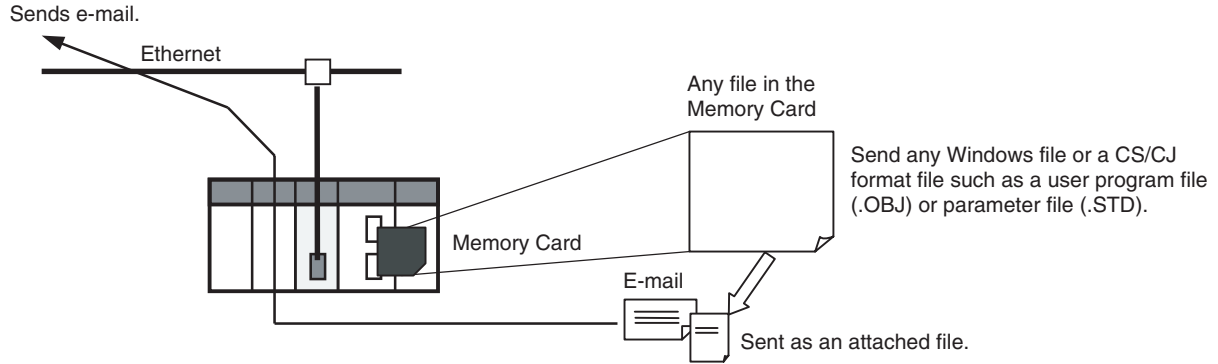 Sends e-mail.
Ethernet
Any file in the
Memory Card
Send any Windows file or a CS/CJ
format file such as a user program file
(.OBJ) or parameter file (.STD).
Memory Card
E-mail
Sent as an attached file.